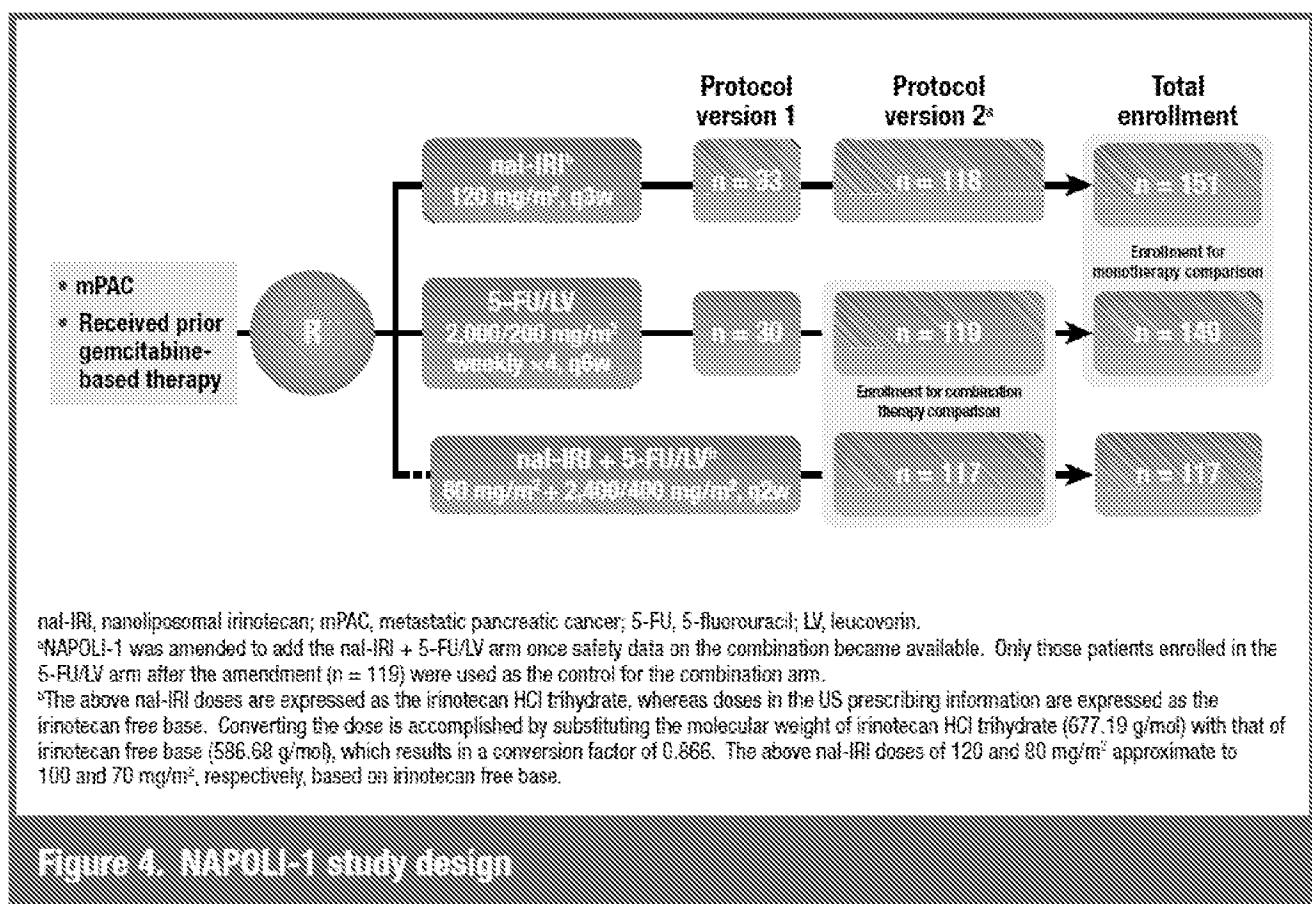 Protocol version 1
Protocol version 2ᵃ
Total enrollment
nal-IRIᵇ
120 mg/m², q3w
n = 33
n = 118
n = 151
Enrollment for
monotherapy comparison
• mPAC
• Received prior
gemcitabine-
based therapy
R
5-FU/LV
2,000/200 mg/m²
weekly ×4, q6w
n = 30
n = 119
n = 149
Enrollment for combination
therapy comparison
nal-IRI + 5-FU/LVᵇ
80 mg/m² + 2,400/400 mg/m², q2w
n = 117
n = 117
nal-IRI, nanoliposomal irinotecan; mPAC, metastatic pancreatic cancer; 5-FU, 5-fluorouracil; LV, leucovorin.
ᵃNAPOLI-1 was amended to add the nal-IRI + 5-FU/LV arm once safety data on the combination became available. Only those patients enrolled in the
5-FU/LV arm after the amendment (n = 119) were used as the control for the combination arm.
ᵇThe above nal-IRI doses are expressed as the irinotecan HCl trihydrate, whereas doses in the US prescribing information are expressed as the
irinotecan free base. Converting the dose is accomplished by substituting the molecular weight of irinotecan HCl trihydrate (677.19 g/mol) with that of
irinotecan free base (586.68 g/mol), which results in a conversion factor of 0.866. The above nal-IRI doses of 120 and 80 mg/m² approximate to
100 and 70 mg/m², respectively, based on irinotecan free base.
Figure 4. NAPOLI-1 study design